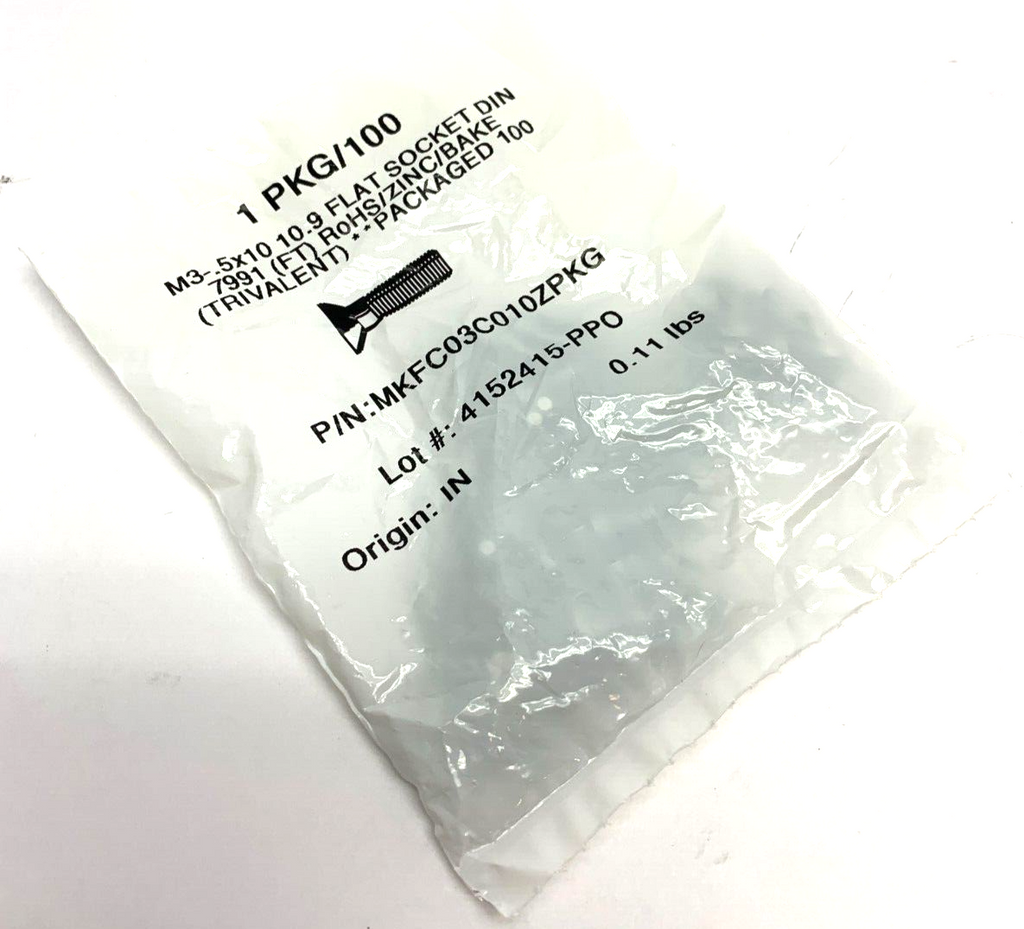 1 PKG/100
M3-.5x10 10.9 FLAT SOCKET DIN
7991 (FT) RoHS/ZINC/BAKE
(TRIVALENT) **PACKAGED 100
P/N:MKFC03C010ZPKG
Lot #: 4152415-PPO
0.11 lbs
Origin: IN